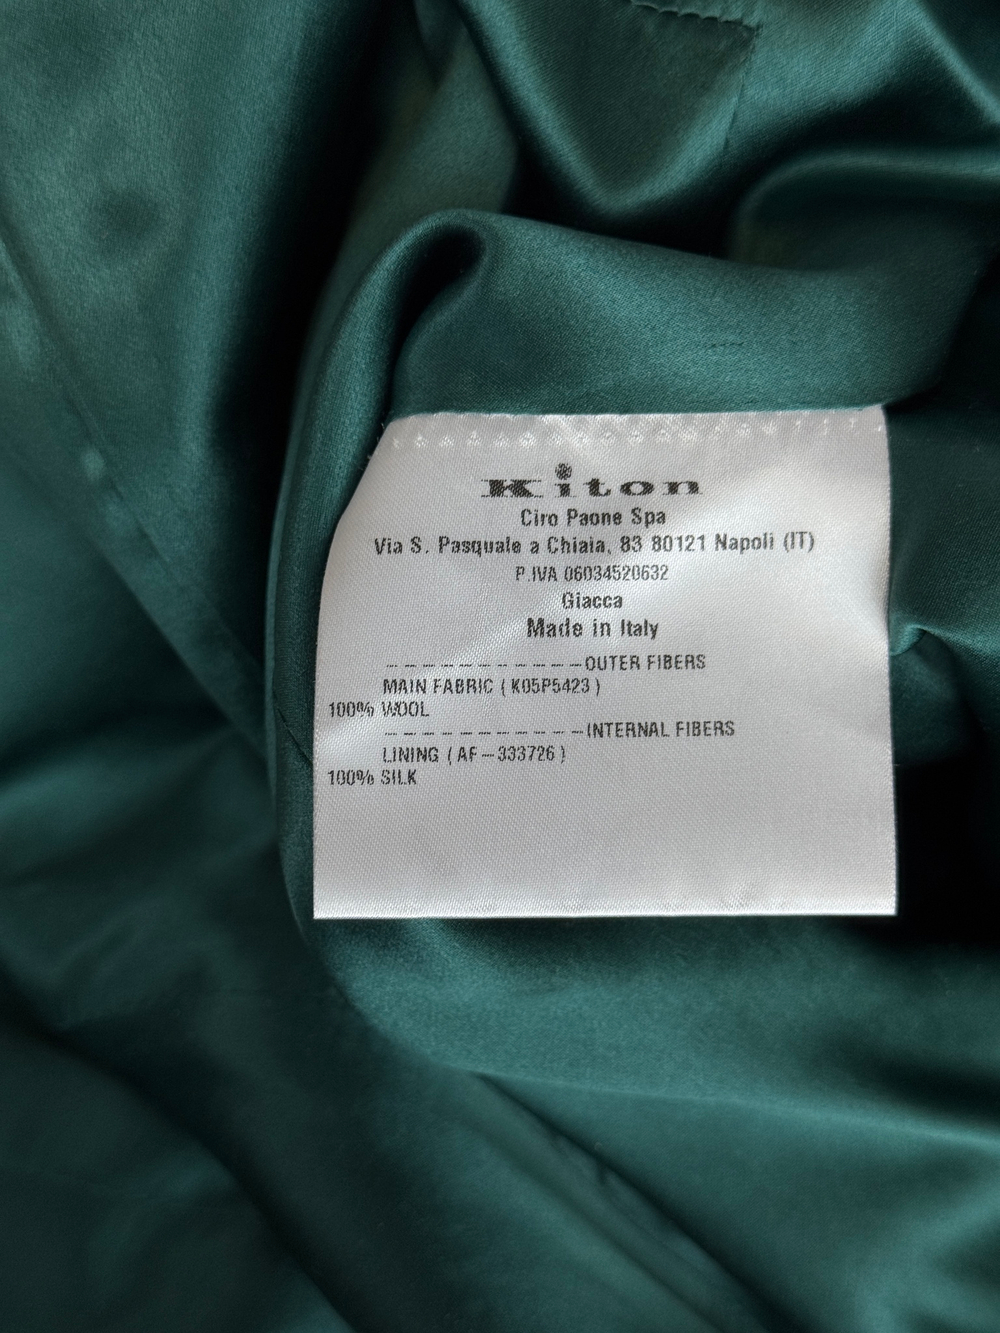 Kiton
Ciro Paone Spa
Via S. Pasquale a Chiaia, 83 80121 Napoli (IT)
P.IVA 06034520632
Giacca
Made in Italy
-----------OUTER FIBERS
MAIN FABRIC ( K05P5423 )
100% WOOL
-----------INTERNAL FIBERS
LINING ( AF-333726 )
100% SILK